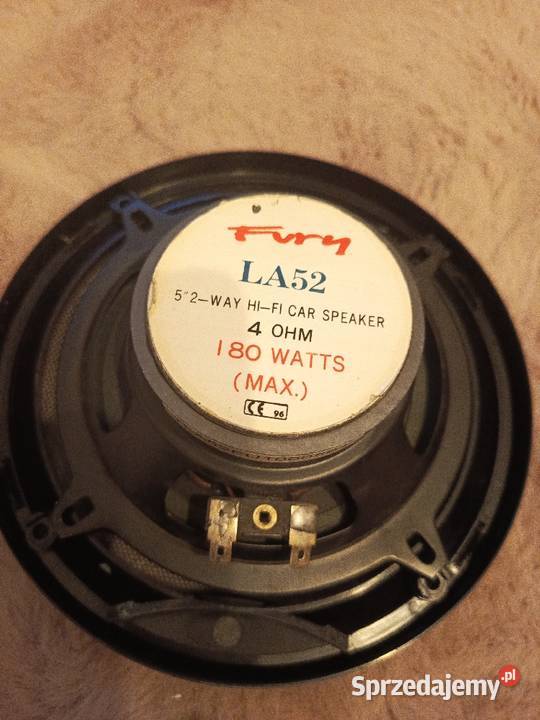 Fury
LA52
5" 2-WAY HI-FI CAR SPEAKER
4 OHM
180 WATTS
(MAX.)
CE 96
Sprzedajemy.pl